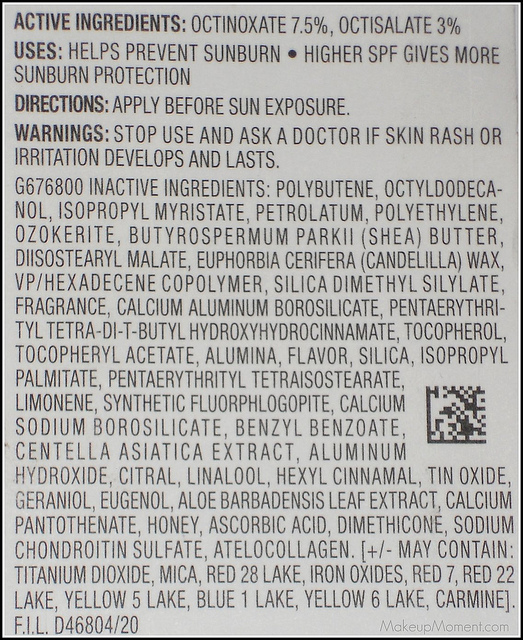 ACTIVE INGREDIENTS: OCTINOXATE 7.5%, OCTISALATE 3%
USES: HELPS PREVENT SUNBURN • HIGHER SPF GIVES MORE
SUNBURN PROTECTION
DIRECTIONS: APPLY BEFORE SUN EXPOSURE.
WARNINGS: STOP USE AND ASK A DOCTOR IF SKIN RASH OR
IRRITATION DEVELOPS AND LASTS.
G676800 INACTIVE INGREDIENTS: POLYBUTENE, OCTYLDODECA-
NOL, ISOPROPYL MYRISTATE, PETROLATUM, POLYETHYLENE,
OZOKERITE, BUTYROSPERMUM PARKII (SHEA) BUTTER,
DIISOSTEARYL MALATE, EUPHORBIA CERIFERA (CANDELILLA) WAX,
VP/HEXADECENE COPOLYMER, SILICA DIMETHYL SILYLATE,
FRAGRANCE, CALCIUM ALUMINUM BOROSILICATE, PENTAERYTHRI-
TYL TETRA-DI-T-BUTYL HYDROXYHYDROCINNAMATE, TOCOPHEROL,
TOCOPHERYL ACETATE, ALUMINA, FLAVOR, SILICA, ISOPROPYL
PALMITATE, PENTAERYTHRITYL TETRAISOSTEARATE,
LIMONENE, SYNTHETIC FLUORPHLOGOPITE, CALCIUM
SODIUM BOROSILICATE, BENZYL BENZOATE,
CENTELLA ASIATICA EXTRACT, ALUMINUM
HYDROXIDE, CITRAL, LINALOOL, HEXYL CINNAMAL, TIN OXIDE,
GERANIOL, EUGENOL, ALOE BARBADENSIS LEAF EXTRACT, CALCIUM
PANTOTHENATE, HONEY, ASCORBIC ACID, DIMETHICONE, SODIUM
CHONDROITIN SULFATE, ATELOCOLLAGEN. [+/- MAY CONTAIN:
TITANIUM DIOXIDE, MICA, RED 28 LAKE, IRON OXIDES, RED 7, RED 22
LAKE, YELLOW 5 LAKE, BLUE 1 LAKE, YELLOW 6 LAKE, CARMINE].
F.I.L. D46804/20
MakeupMoment.com